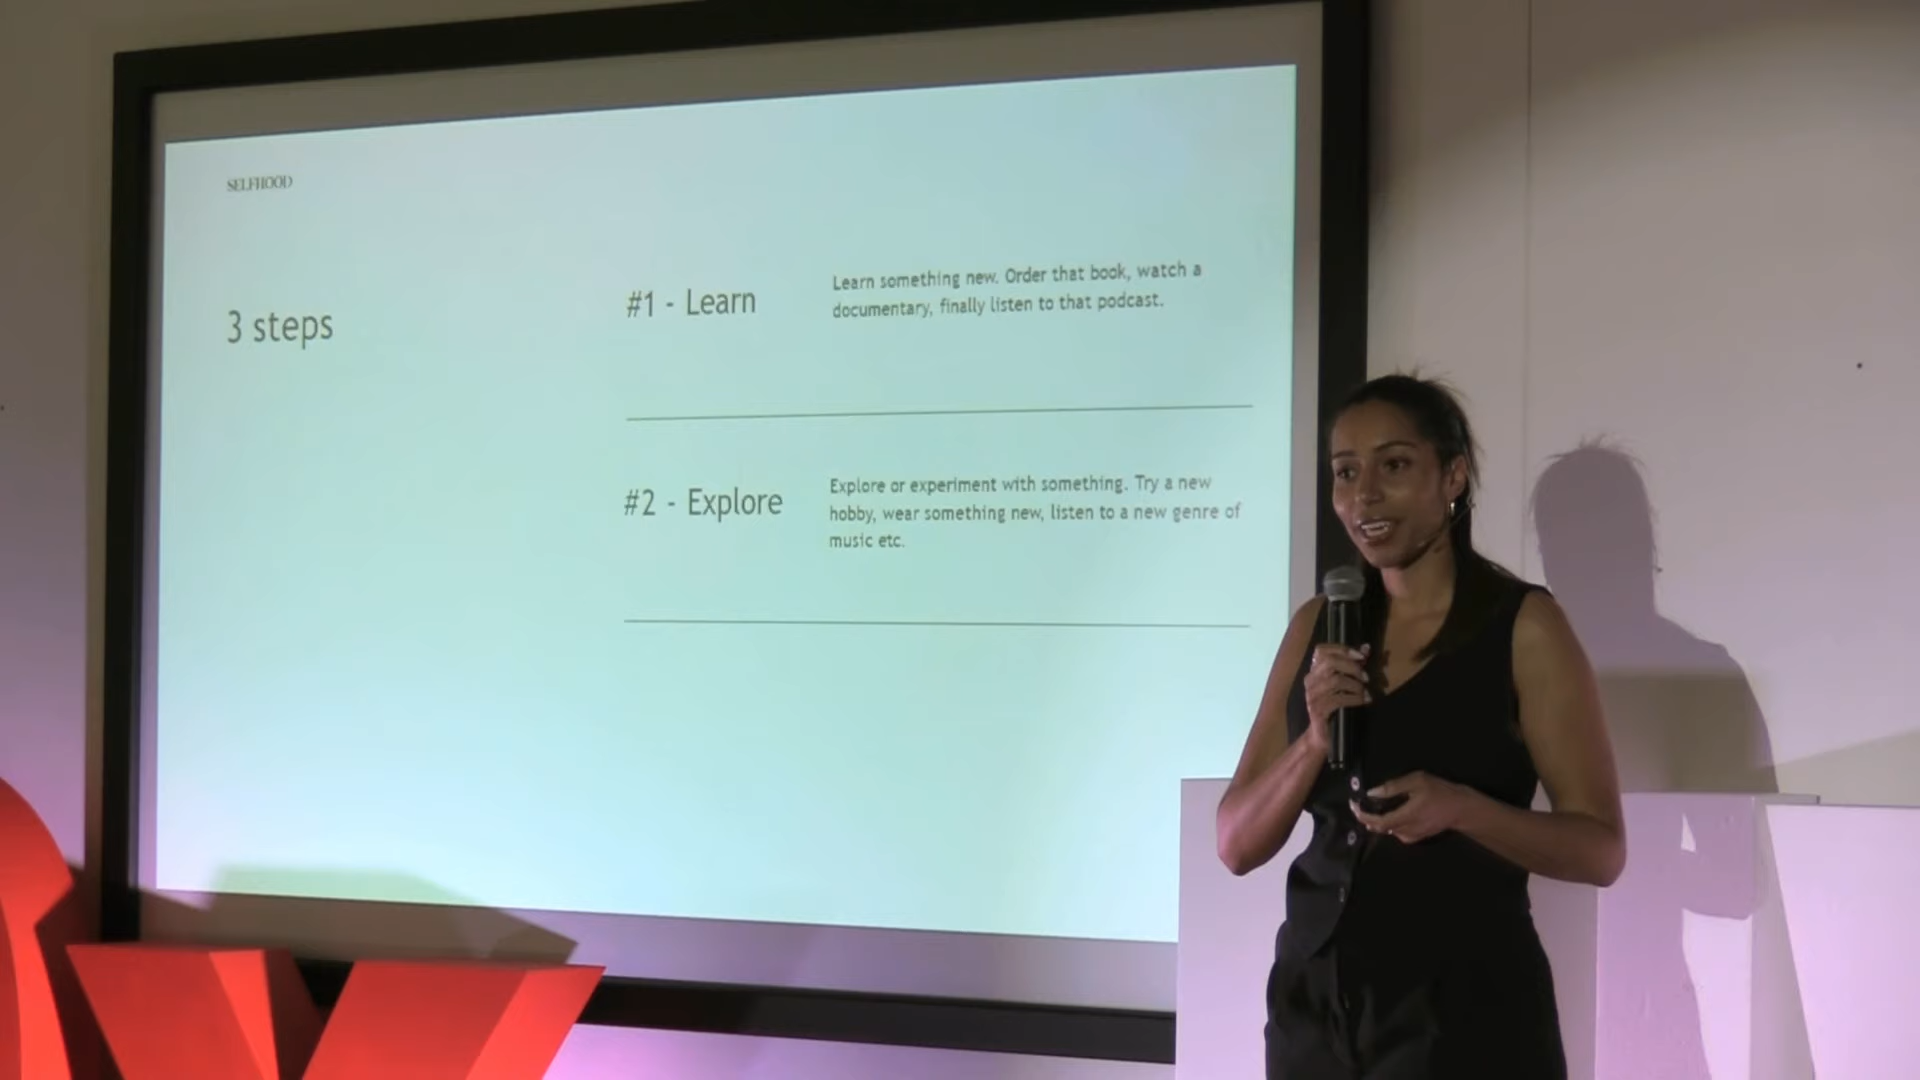 SELFHOOD
3 steps
#1 - Learn
Learn something new. Order that book, watch a
documentary, finally listen to that podcast.
#2 - Explore
Explore or experiment with something. Try a new
hobby, wear something new, listen to a new genre of
music etc.